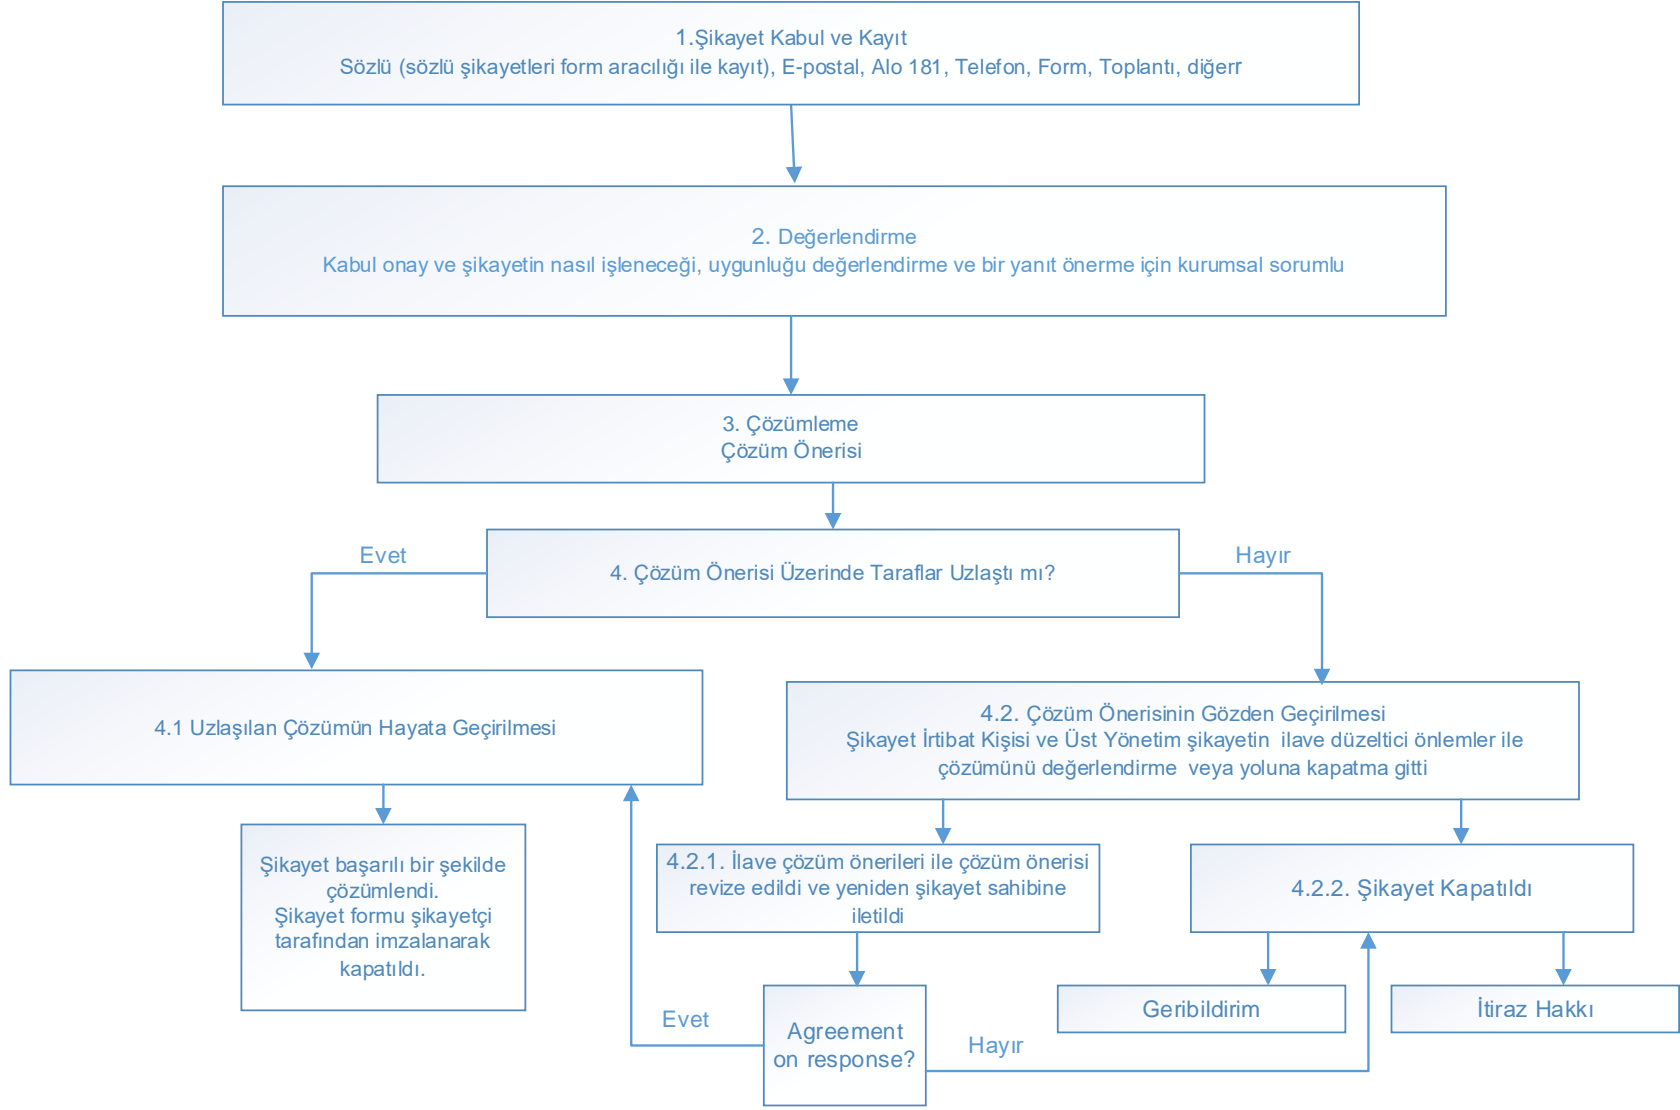 1.Şikayet Kabul ve Kayıt
Sözlü (sözlü şikayetleri form aracılığı ile kayıt), E-postal, Alo 181, Telefon, Form, Toplantı, diğerr
2. Değerlendirme
Kabul onay ve şikayetin nasıl işleneceği, uygunluğu değerlendirme ve bir yanıt önerme için kurumsal sorumlu
3. Çözümleme
Çözüm Önerisi
Evet
4. Çözüm Önerisi Üzerinde Taraflar Uzlaştı mı?
Hayır
4.1 Uzlaşılan Çözümün Hayata Geçirilmesi
4.2. Çözüm Önerisinin Gözden Geçirilmesi
Şikayet İrtibat Kişisi ve Üst Yönetim şikayetin ilave düzeltici önlemler ile
çözümünü değerlendirme veya yoluna kapatma gitti
Şikayet başarılı bir şekilde
çözümlendi.
Şikayet formu şikayetçi
tarafından imzalanarak
kapatıldı.
4.2.1. İlave çözüm önerileri ile çözüm önerisi
revize edildi ve yeniden şikayet sahibine
iletildi
4.2.2. Şikayet Kapatıldı
Geribildirim
İtiraz Hakkı
Evet
Agreement
on response?
Hayır